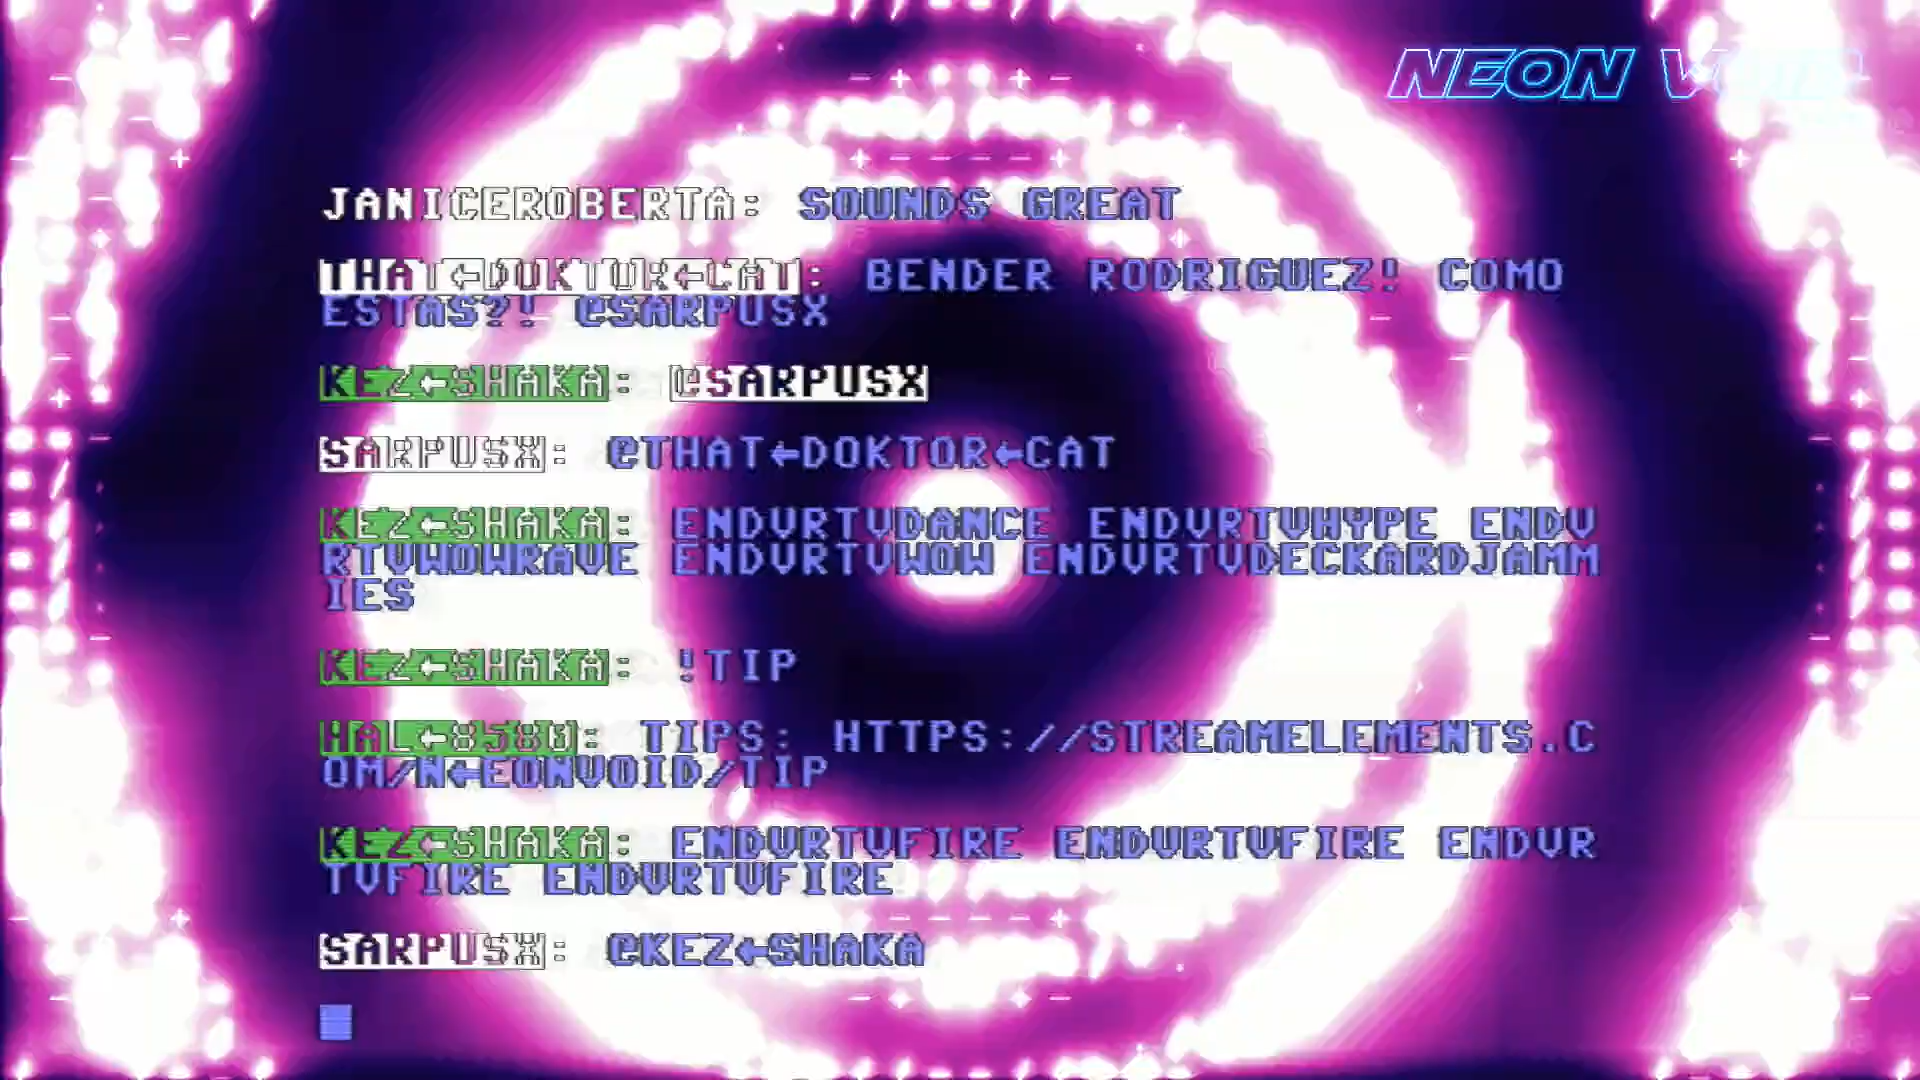 NEON
JANICEROBERTA: SOUNDS GREAT
THAT←DOKTOR←CAT: BENDER RODRIGUEZ! COMO
ESTAS?! @SARPUSX
KEZ←SHAKA: @SARPUSX
SARPUSX: @THAT←DOKTOR←CAT
KEZ←SHAKA: ENDVRTVDANCE ENDVRTVHYPE ENDV
RTVWOWRAVE ENDVRTVWOW ENDVRTVDECKARDJAMM
IES
KEZ←SHAKA: !TIP
HAL←8580: TIPS: HTTPS://STREAMELEMENTS.C
OM/N←EONVOID/TIP
KEZ←SHAKA: ENDVRTVFIRE ENDVRTVFIRE ENDVR
TVFIRE ENDVRTVFIRE
SARPUSX: @KEZ←SHAKA